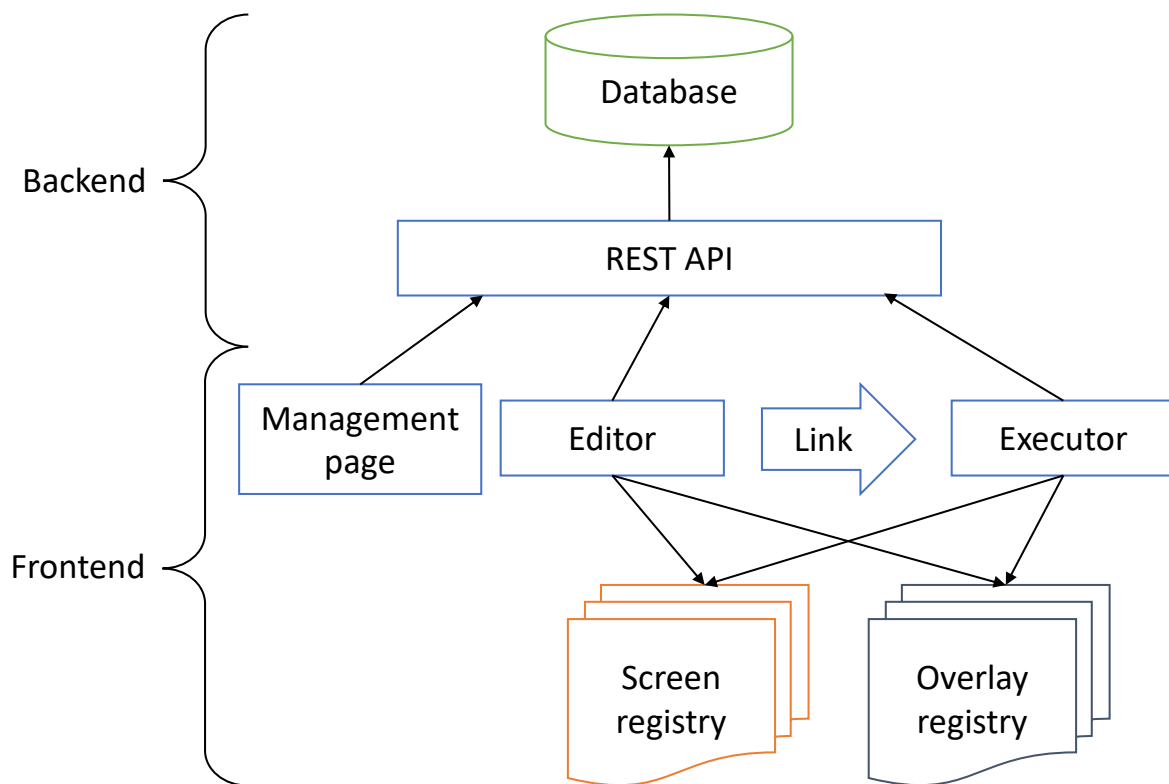 Database
Backend
REST API
Management
page
Editor
Link
Executor
Frontend
Screen
registry
Overlay
registry